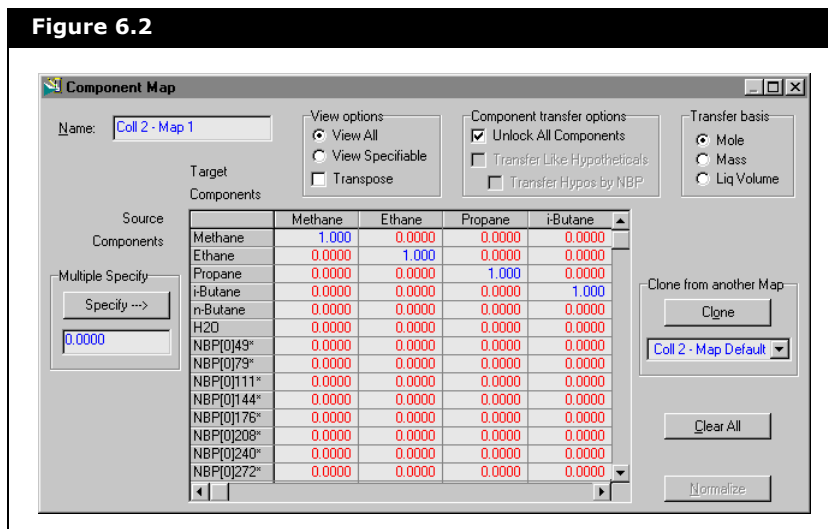 Figure 6.2
Component Map
Name: Coll 2 - Map 1
View options
View All
View Specifiable
Transpose
Component transfer options
Unlock All Components
Transfer Like Hypotheticals
Transfer Hypos by NBP
Transfer basis
Mole
Mass
Liq Volume
Target
Components
Source
Components
Multiple Specify
Specify --->
0.0000
Methane Ethane Propane i-Butane
Methane 1.000 0.0000 0.0000 0.0000
Ethane 0.0000 1.000 0.0000 0.0000
Propane 0.0000 0.0000 1.000 0.0000
i-Butane 0.0000 0.0000 0.0000 1.000
n-Butane 0.0000 0.0000 0.0000 0.0000
H2O 0.0000 0.0000 0.0000 0.0000
NBP[0]49* 0.0000 0.0000 0.0000 0.0000
NBP[0]79* 0.0000 0.0000 0.0000 0.0000
NBP[0]111* 0.0000 0.0000 0.0000 0.0000
NBP[0]144* 0.0000 0.0000 0.0000 0.0000
NBP[0]176* 0.0000 0.0000 0.0000 0.0000
NBP[0]208* 0.0000 0.0000 0.0000 0.0000
NBP[0]240* 0.0000 0.0000 0.0000 0.0000
NBP[0]272* 0.0000 0.0000 0.0000 0.0000
Clone from another Map
Clone
Coll 2 - Map Default
Clear All
Normalize